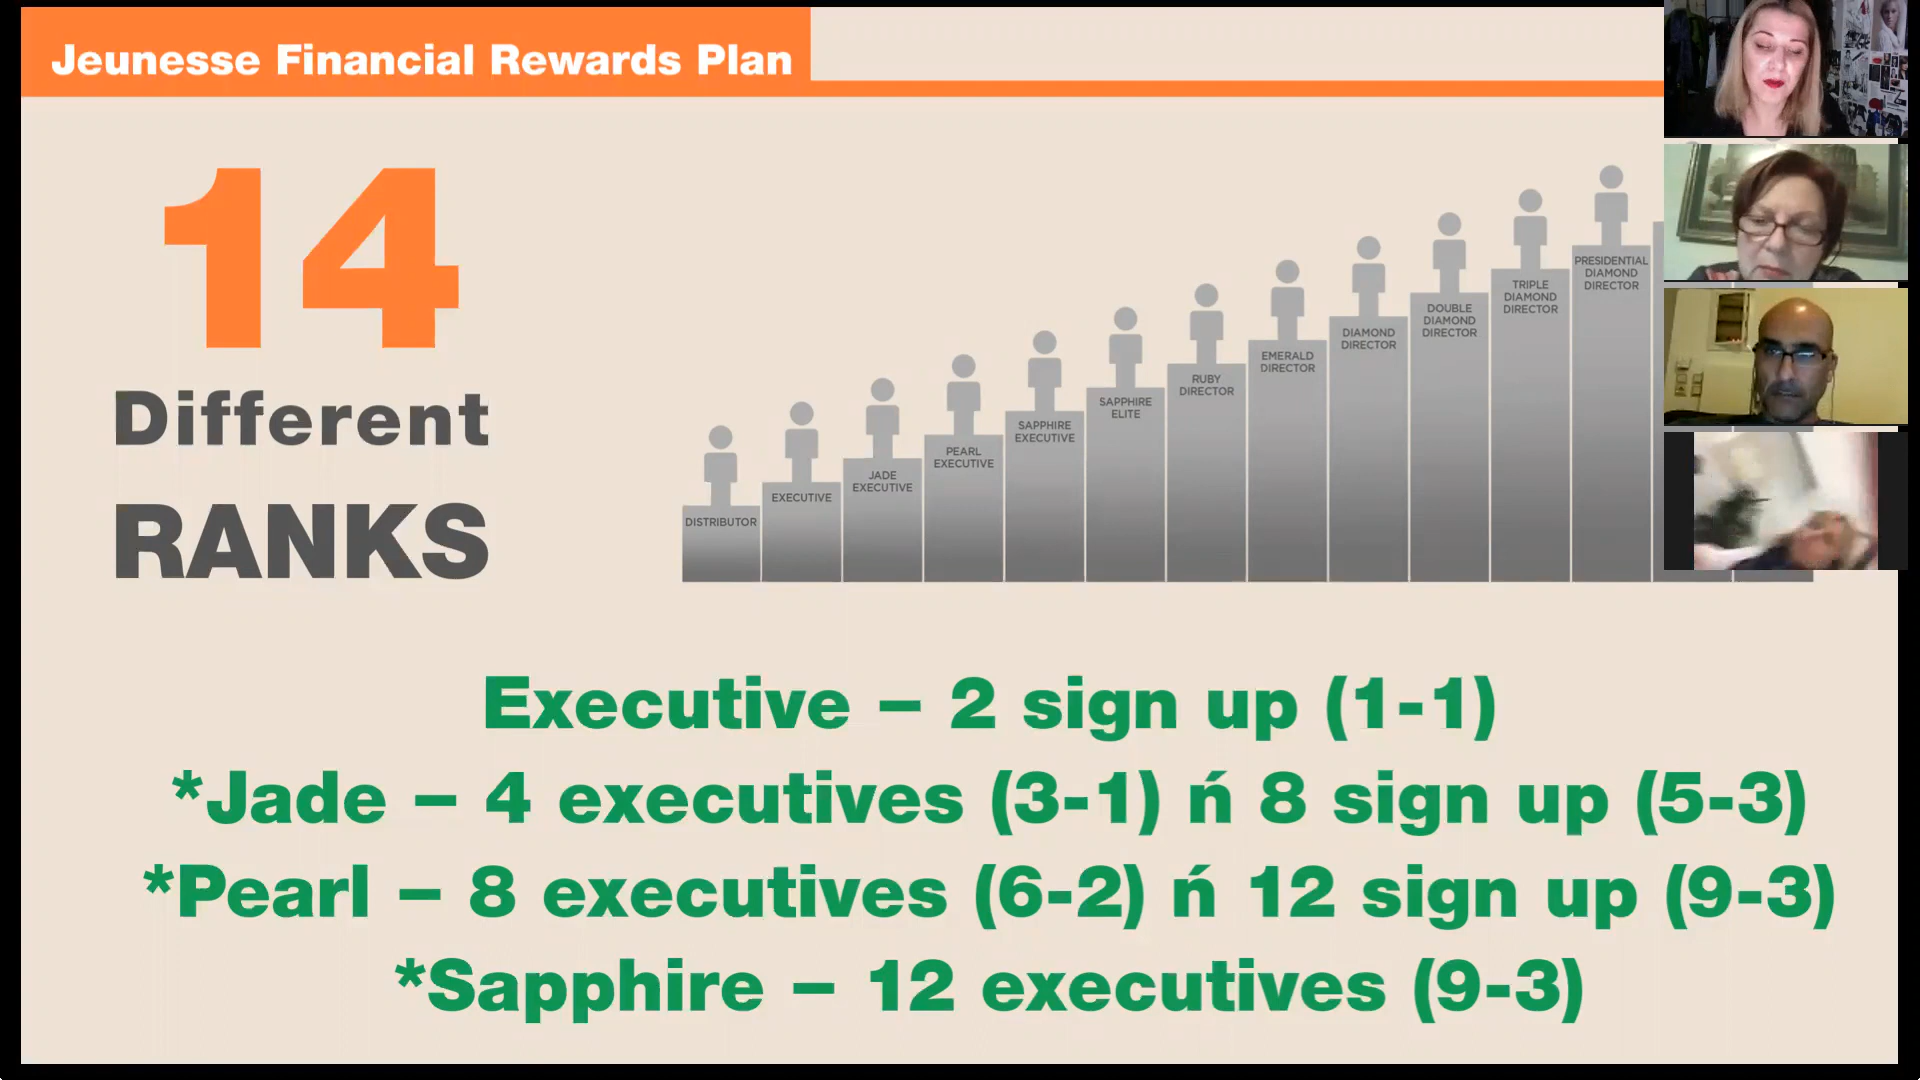 Jeunesse Financial Rewards Plan
14
Different
RANKS
DISTRIBUTOR
EXECUTIVE
JADE
EXECUTIVE
PEARL
EXECUTIVE
SAPPHIRE
EXECUTIVE
SAPPHIRE
ELITE
RUBY
DIRECTOR
EMERALD
DIRECTOR
DIAMOND
DIRECTOR
DOUBLE
DIAMOND
DIRECTOR
TRIPLE
DIAMOND
DIRECTOR
PRESIDENTIAL
DIAMOND
DIRECTOR
Executive – 2 sign up (1-1)
*Jade – 4 executives (3-1) ń 8 sign up (5-3)
*Pearl – 8 executives (6-2) ń 12 sign up (9-3)
*Sapphire – 12 executives (9-3)